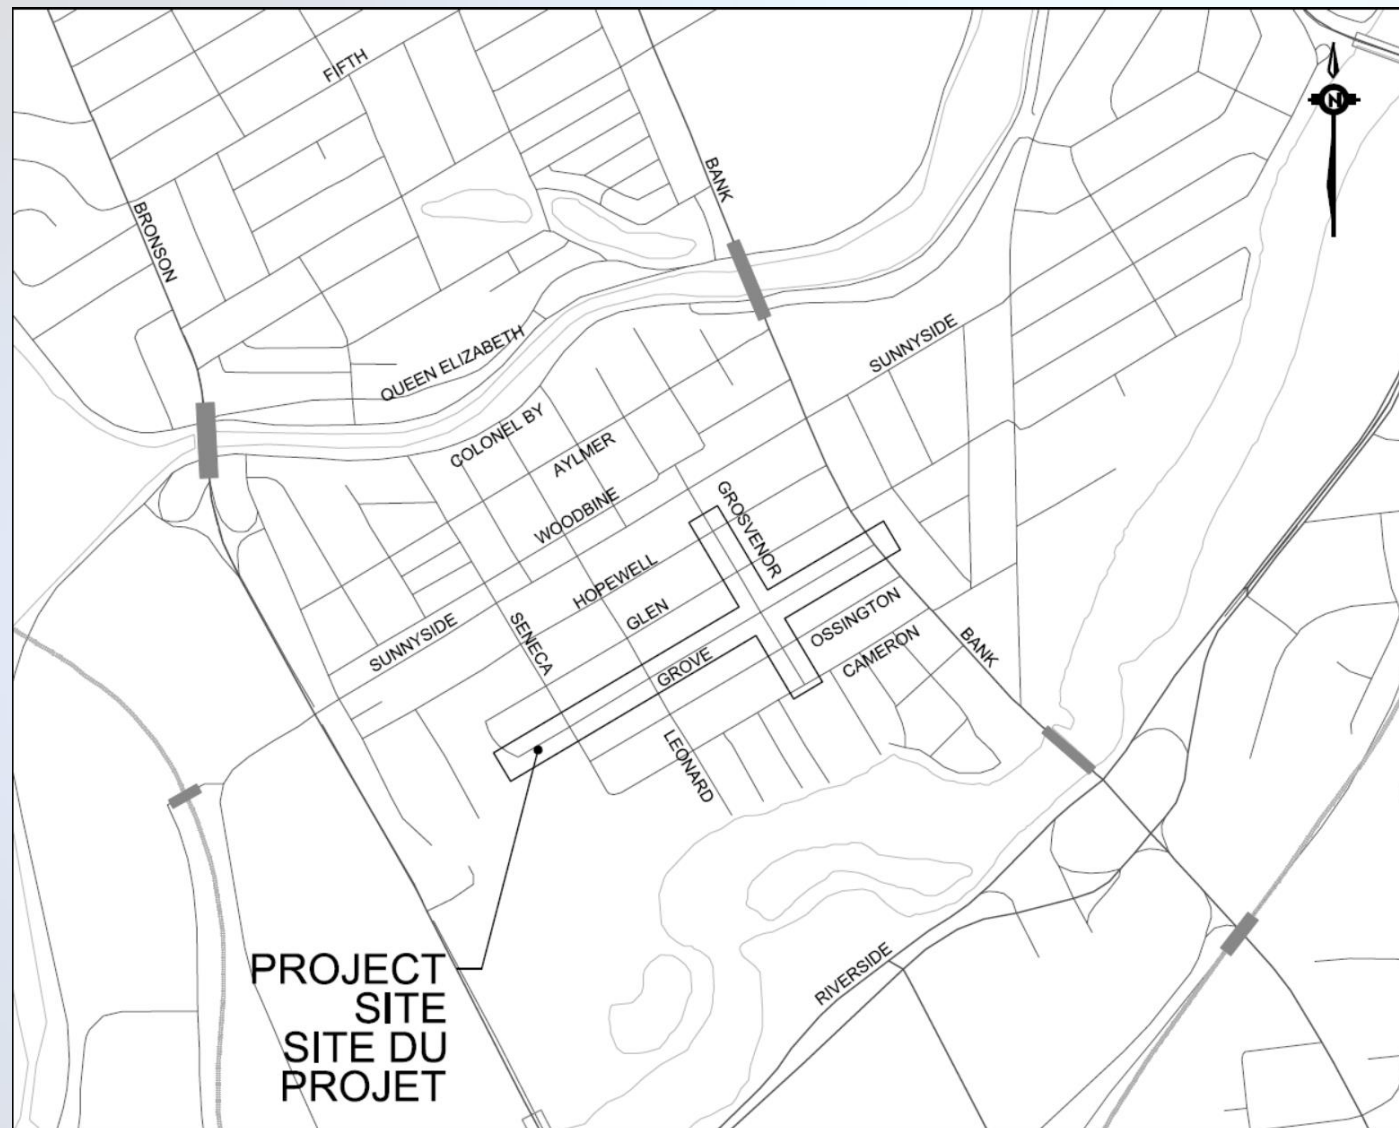 FIFTH
BANK
BRONSON
N
QUEEN ELIZABETH
SUNNYSIDE
COLONEL BY
AYLMER
WOODBINE
GROSVENOR
HOPEWELL
GLEN
SENECA
SUNNYSIDE
OSSINGTON
CAMERON
BANK
GROVE
LEONARD
RIVERSIDE
PROJECT
SITE
SITE DU
PROJET